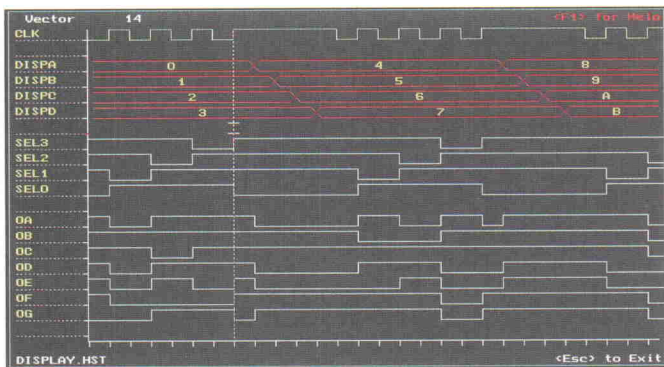 Vector 14 <F1> for Help
CLK
DISPA 0 4 8
DISPB 1 5 9
DISPC 2 6 A
DISPD 3 7 B
SEL3
SEL2
SEL1
SEL0
OA
OB
OC
OD
OE
OF
OG
DISPLAY.HST <Esc> to Exit